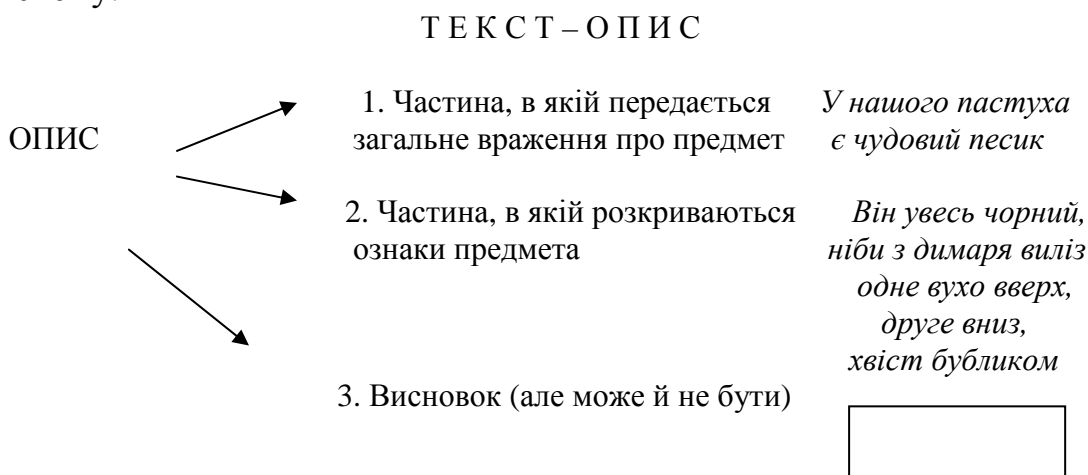 Т Е К С Т – О П И С
1. Частина, в якій передається У нашого пастуха
ОПИС загальне враження про предмет є чудовий песик
2. Частина, в якій розкриваються Він увесь чорний,
ознаки предмета ніби з димаря виліз
одне вухо вверх,
друге вниз,
хвіст бубликом
3. Висновок (але може й не бути)